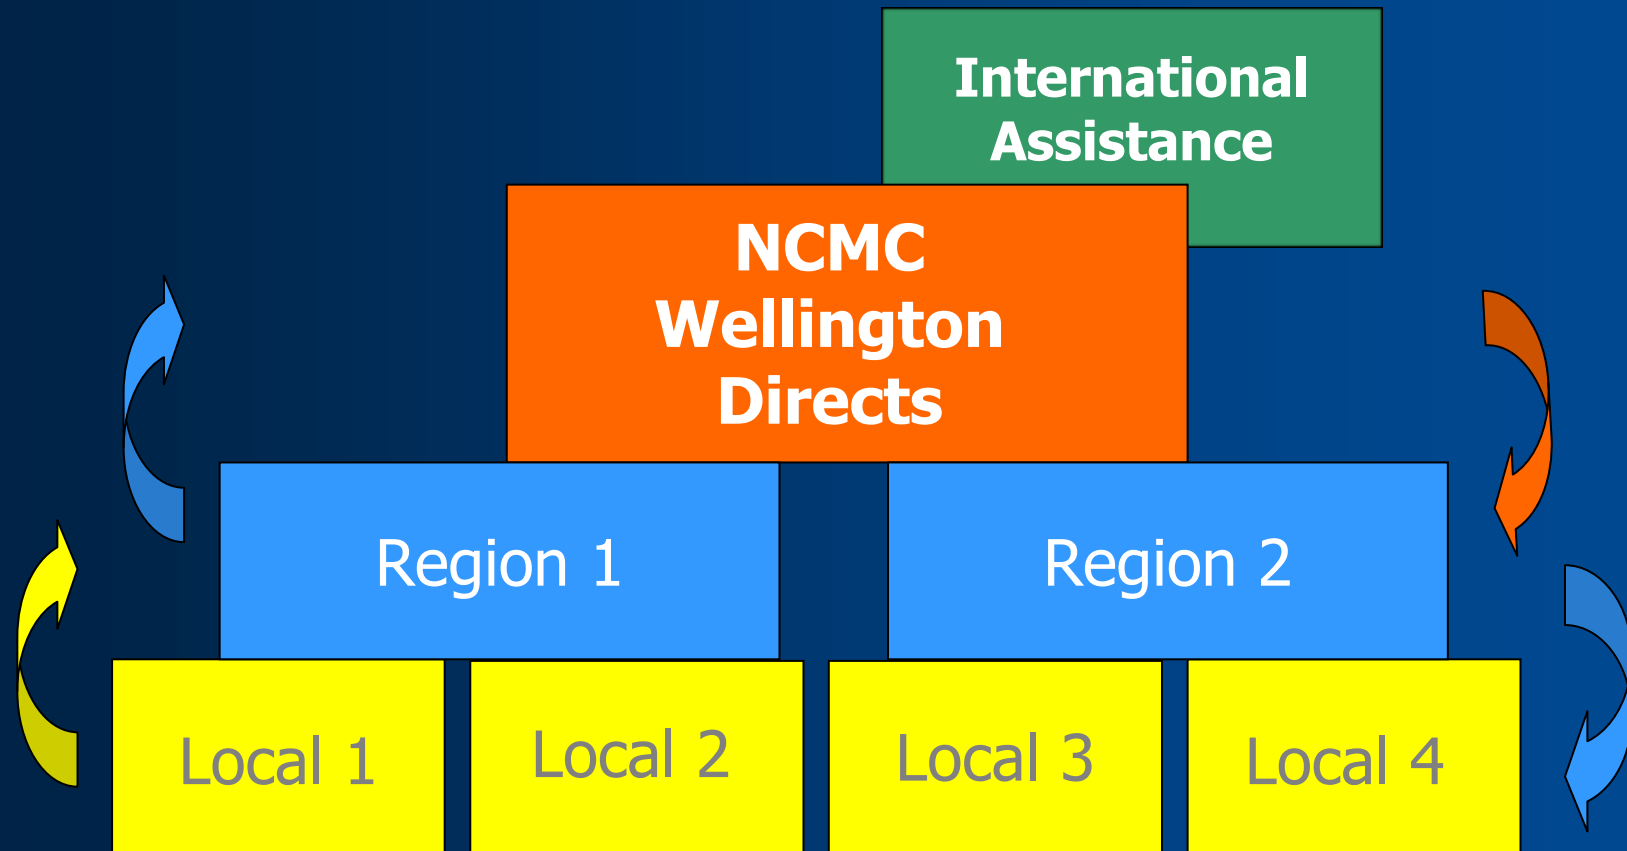 International
Assistance
NCMC
Wellington
Directs
Region 1
Region 2
Local 1
Local 2
Local 3
Local 4